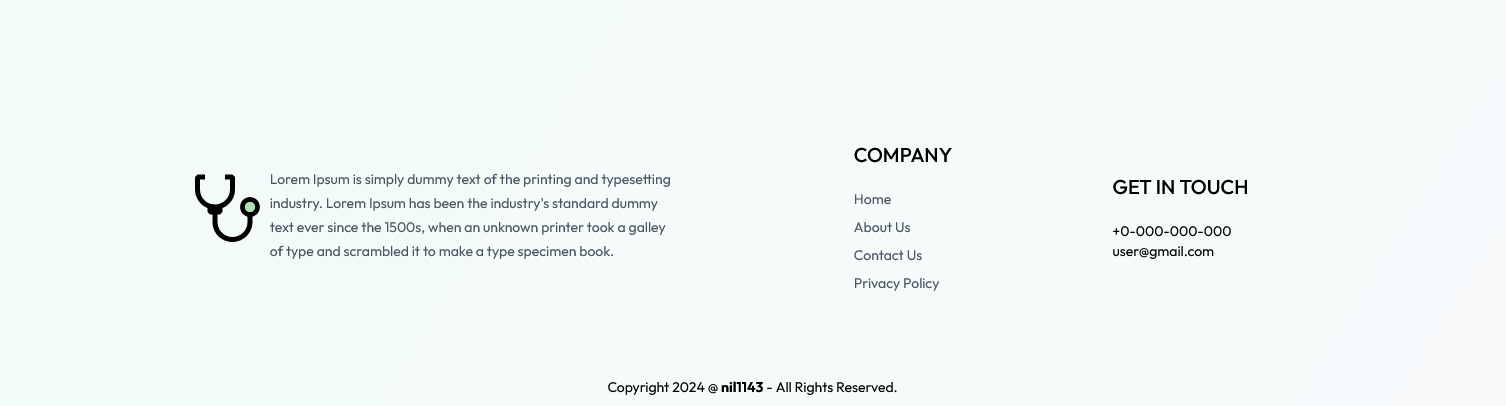 Lorem Ipsum is simply dummy text of the printing and typesetting
industry. Lorem Ipsum has been the industry's standard dummy
text ever since the 1500s, when an unknown printer took a galley
of type and scrambled it to make a type specimen book.
COMPANY
Home
About Us
Contact Us
Privacy Policy
GET IN TOUCH
+0-000-000-000
user@gmail.com
Copyright 2024 @ nil1143 - All Rights Reserved.